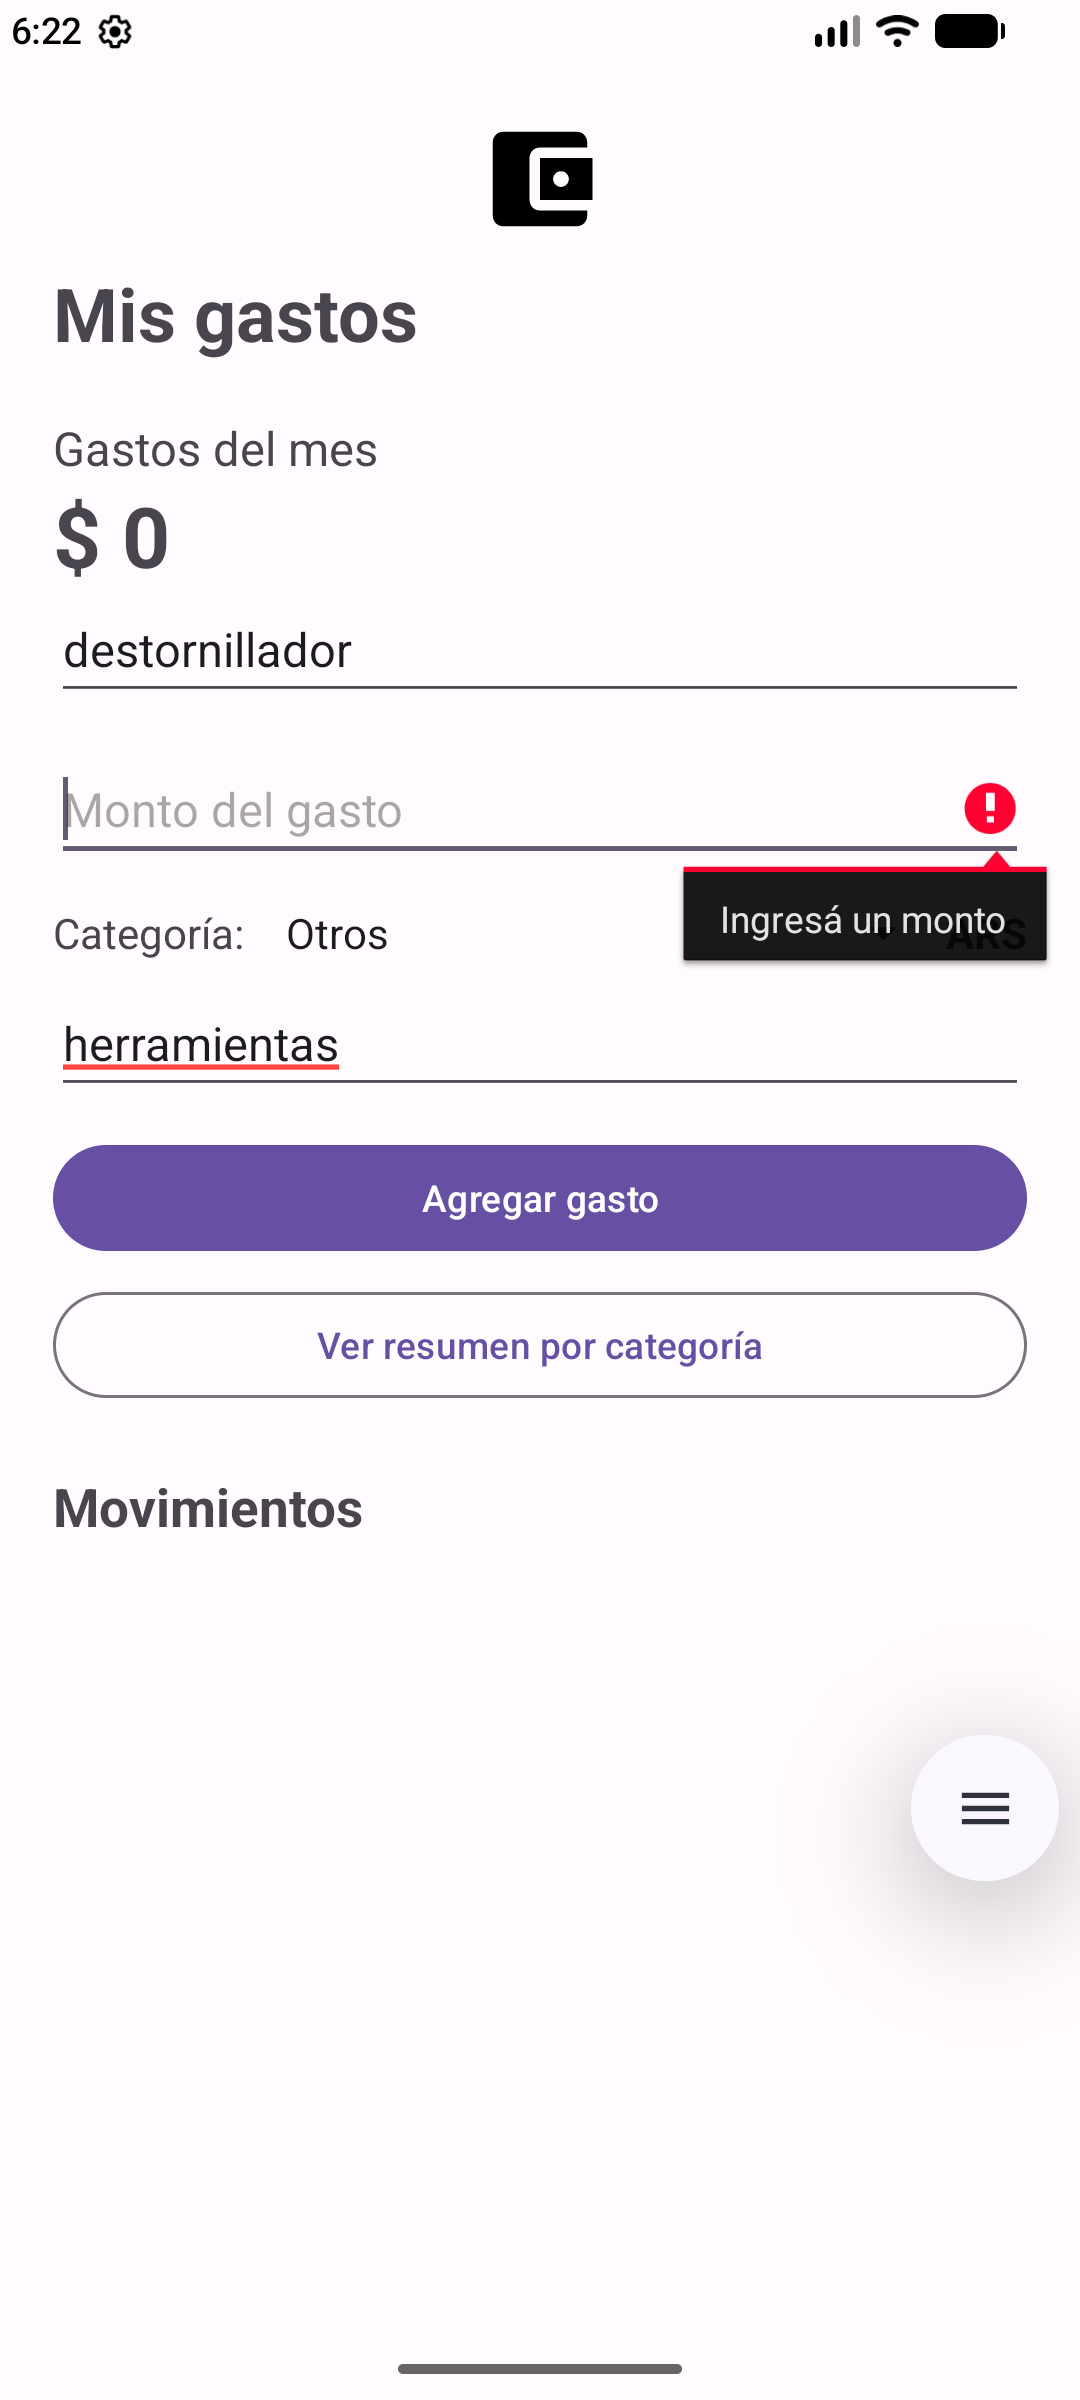 6:22
Mis gastos
Gastos del mes
$ 0
destornillador
Monto del gasto
Ingresá un monto
Categoría: Otros ARS
herramientas
Agregar gasto
Ver resumen por categoría
Movimientos